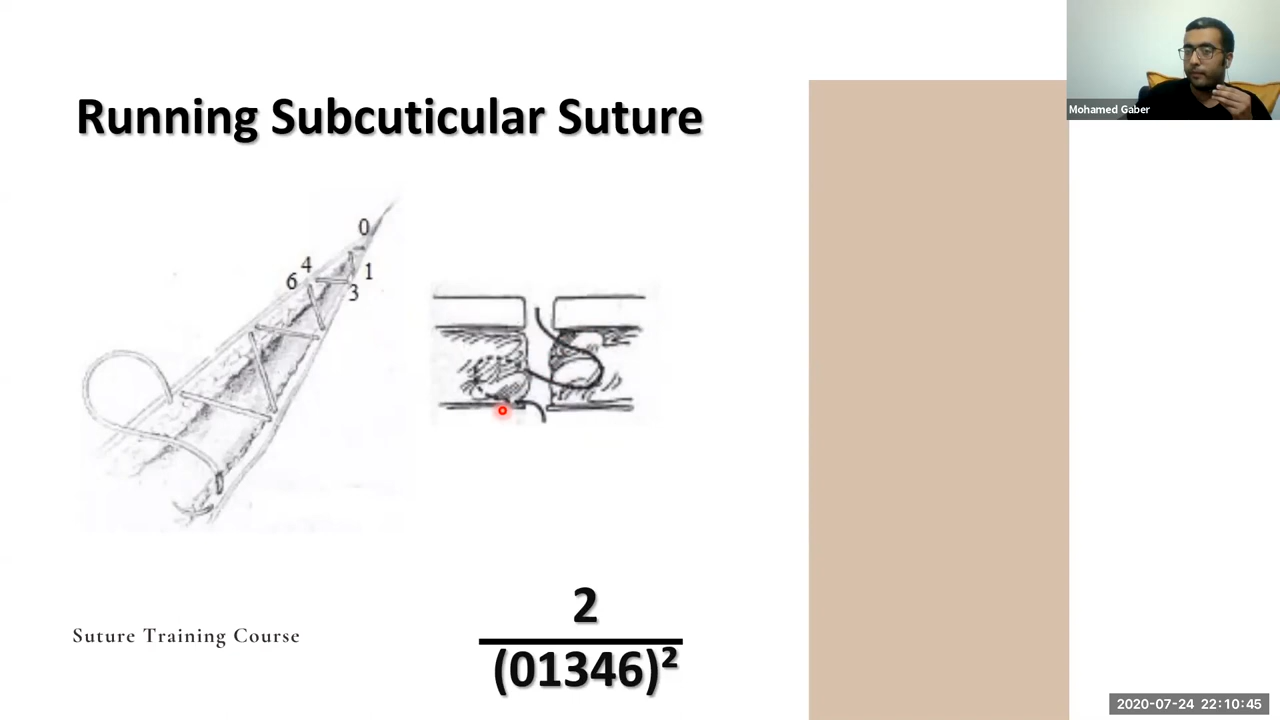 Running Subcuticular Suture
Mohamed Gaber
0
4
6
1
3
2
(01346)²
Suture Training Course
2020-07-24 22:10:45